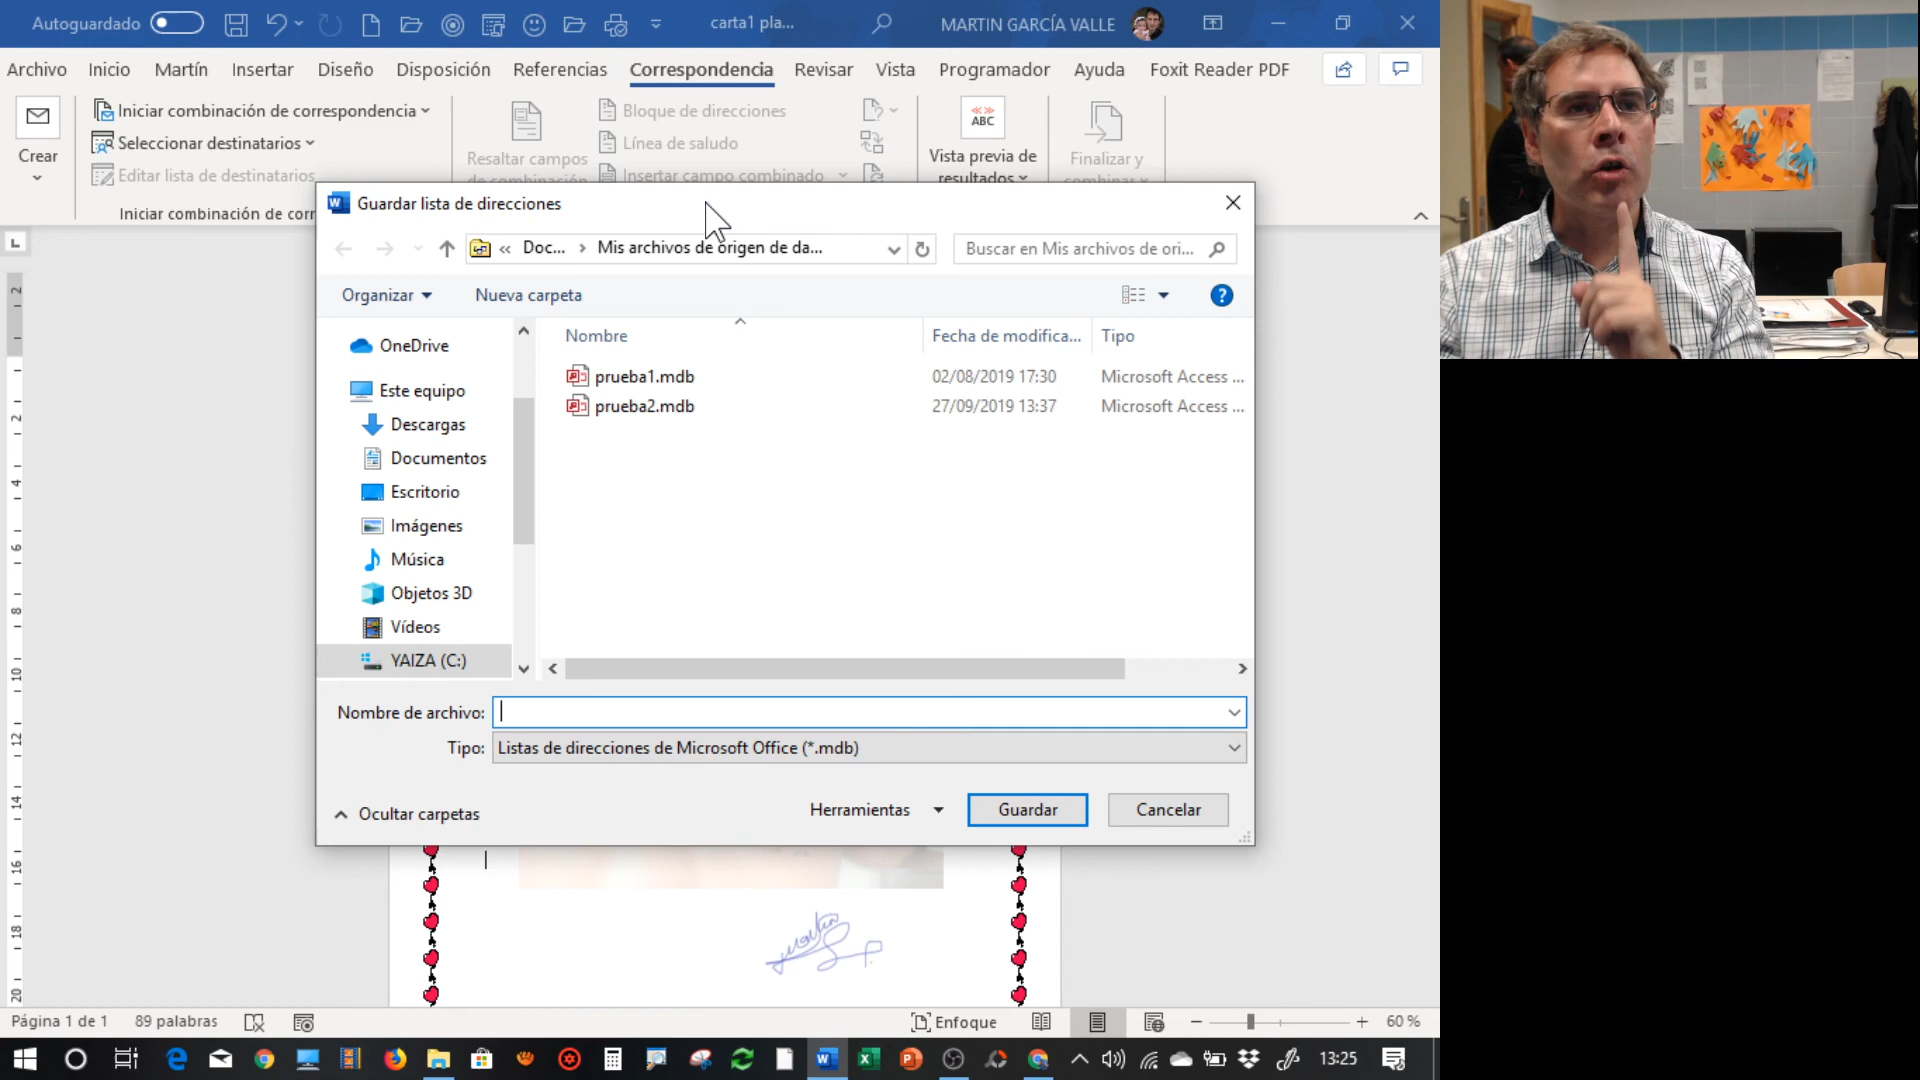 Autoguardado
carta1 pla...
MARTIN GARCÍA VALLE
Archivo Inicio Martín Insertar Diseño Disposición Referencias Correspondencia Revisar Vista Programador Ayuda Foxit Reader PDF
Crear
Iniciar combinación de correspondencia
Seleccionar destinatarios
Editar lista de destinatarios
Iniciar combinación de corr
Resaltar campos
de combinación
Bloque de direcciones
Línea de saludo
Insertar campo combinado
ABC
Vista previa de
resultados
Finalizar y
combinar
Guardar lista de direcciones
« Doc... > Mis archivos de origen de da...
Buscar en Mis archivos de ori...
Organizar
Nueva carpeta
OneDrive
Este equipo
Descargas
Documentos
Escritorio
Imágenes
Música
Objetos 3D
Vídeos
YAIZA (C:)
Nombre Fecha de modifica... Tipo
prueba1.mdb 02/08/2019 17:30 Microsoft Access ...
prueba2.mdb 27/09/2019 13:37 Microsoft Access ...
Nombre de archivo:
Tipo: Listas de direcciones de Microsoft Office (*.mdb)
Ocultar carpetas
Herramientas
Guardar
Cancelar
Página 1 de 1 89 palabras
Enfoque
60 %
13:25